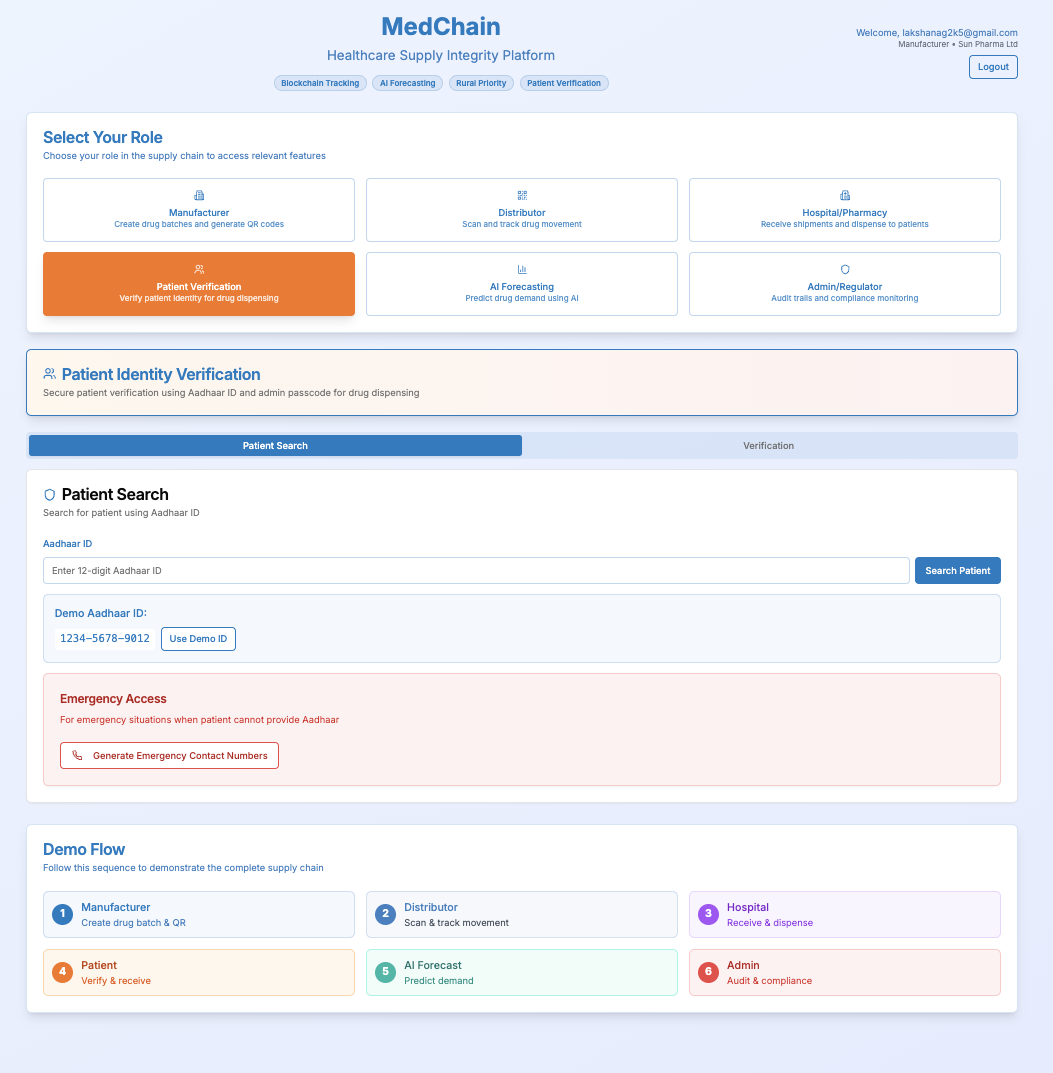 MedChain
Healthcare Supply Integrity Platform
Blockchain Tracking
AI Forecasting
Rural Priority
Patient Verification
Welcome, lakshanag2k5@gmail.com
Manufacturer • Sun Pharma Ltd
Logout
Select Your Role
Choose your role in the supply chain to access relevant features
Manufacturer
Create drug batches and generate QR codes
Distributor
Scan and track drug movement
Hospital/Pharmacy
Receive shipments and dispense to patients
Patient Verification
Verify patient identity for drug dispensing
AI Forecasting
Predict drug demand using AI
Admin/Regulator
Audit trails and compliance monitoring
Patient Identity Verification
Secure patient verification using Aadhaar ID and admin passcode for drug dispensing
Patient Search
Verification
Patient Search
Search for patient using Aadhaar ID
Aadhaar ID
Enter 12-digit Aadhaar ID
Search Patient
Demo Aadhaar ID:
1234-5678-9012
Use Demo ID
Emergency Access
For emergency situations when patient cannot provide Aadhaar
Generate Emergency Contact Numbers
Demo Flow
Follow this sequence to demonstrate the complete supply chain
1
Manufacturer
Create drug batch & QR
2
Distributor
Scan & track movement
3
Hospital
Receive & dispense
4
Patient
Verify & receive
5
AI Forecast
Predict demand
6
Admin
Audit & compliance